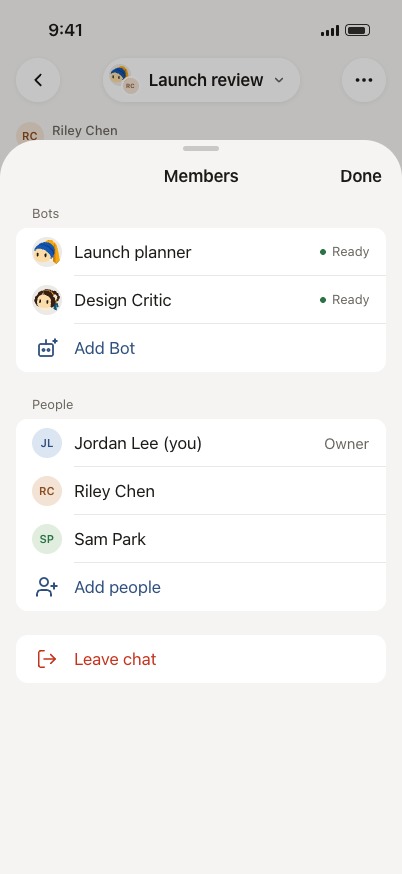 9:41
RC
Launch review
RC
Riley Chen
Members
Done
Bots
Launch planner
Ready
Design Critic
Ready
Add Bot
People
JL
Jordan Lee (you)
Owner
RC
Riley Chen
SP
Sam Park
Add people
Leave chat